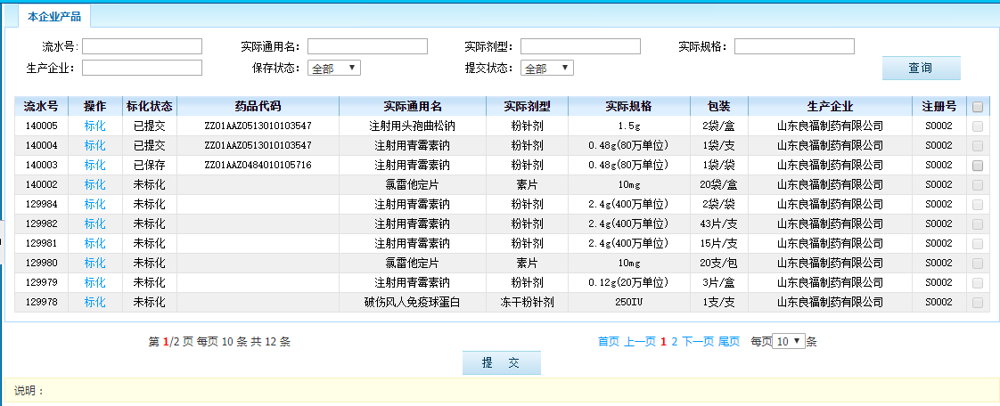 本企业产品
流水号: 实际通用名: 实际剂型: 实际规格:
生产企业: 保存状态: 全部 提交状态: 全部 查询
流水号 操作 标化状态 药品代码 实际通用名 实际剂型 实际规格 包装 生产企业 注册号
140005 标化 已提交 ZZ01AAZ0513010103547 注射用头孢曲松钠 粉针剂 1.5g 2袋/盒 山东良福制药有限公司 S0002
140004 标化 已提交 ZZ01AAZ0513010103547 注射用青霉素钠 粉针剂 0.48g(80万单位) 1袋/支 山东良福制药有限公司 S0002
140003 标化 已保存 ZZ01AAZ0484010105716 注射用青霉素钠 粉针剂 0.48g(80万单位) 1袋/袋 山东良福制药有限公司 S0002
140002 标化 未标化 氯雷他定片 素片 10mg 20袋/盒 山东良福制药有限公司 S0002
129984 标化 未标化 注射用青霉素钠 粉针剂 2.4g(400万单位) 2袋/袋 山东良福制药有限公司 S0002
129982 标化 未标化 注射用青霉素钠 粉针剂 2.4g(400万单位) 43片/支 山东良福制药有限公司 S0002
129981 标化 未标化 注射用青霉素钠 粉针剂 2.4g(400万单位) 15片/支 山东良福制药有限公司 S0002
129980 标化 未标化 氯雷他定片 素片 10mg 20支/包 山东良福制药有限公司 S0002
129979 标化 未标化 注射用青霉素钠 粉针剂 0.12g(20万单位) 3片/盒 山东良福制药有限公司 S0002
129978 标化 未标化 破伤风人免疫球蛋白 冻干粉针剂 250IU 1支/支 山东良福制药有限公司 S0002
第 1/2 页 每页 10 条 共 12 条 首页 上一页 1 2 下一页 尾页 每页 10 条
提 交
说明：